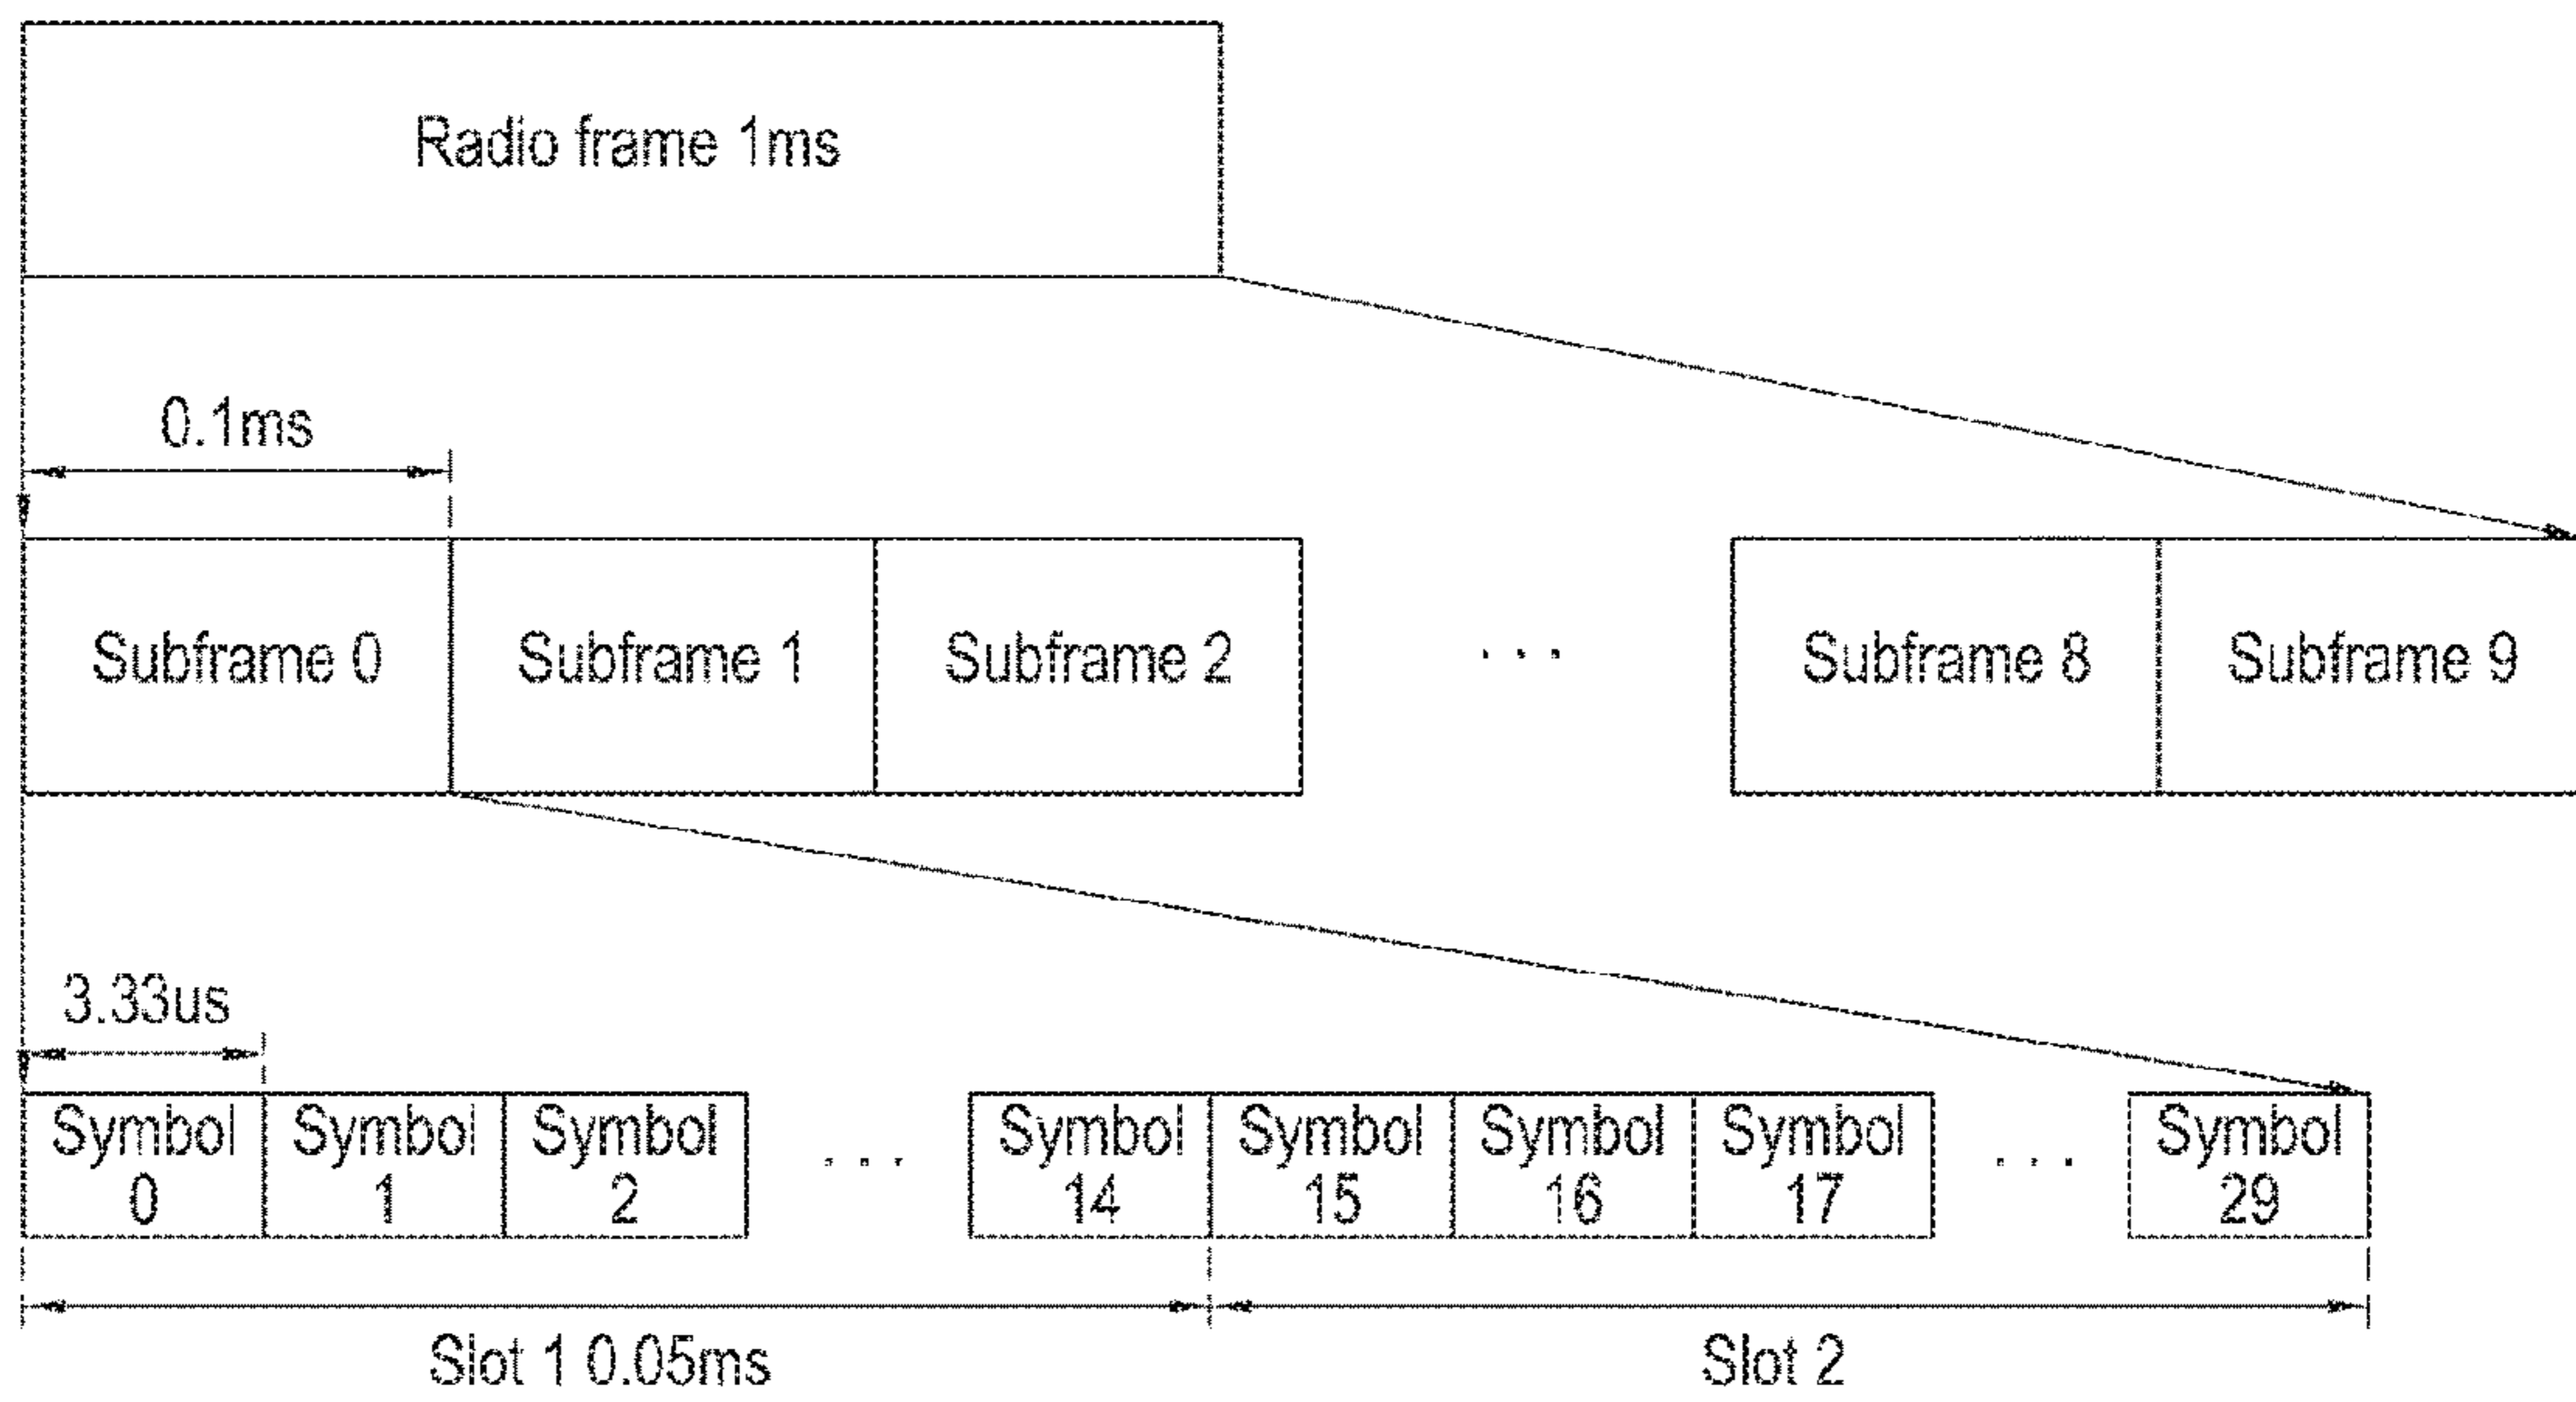 Radio frame 1ms
0.1ms
Subframe 0 Subframe 1 Subframe 2 ... Subframe 8 Subframe 9
3.33us
Symbol Symbol Symbol ... Symbol Symbol Symbol Symbol ... Symbol
0 1 2 14 15 16 17 29
Slot 1 0.05ms Slot 2